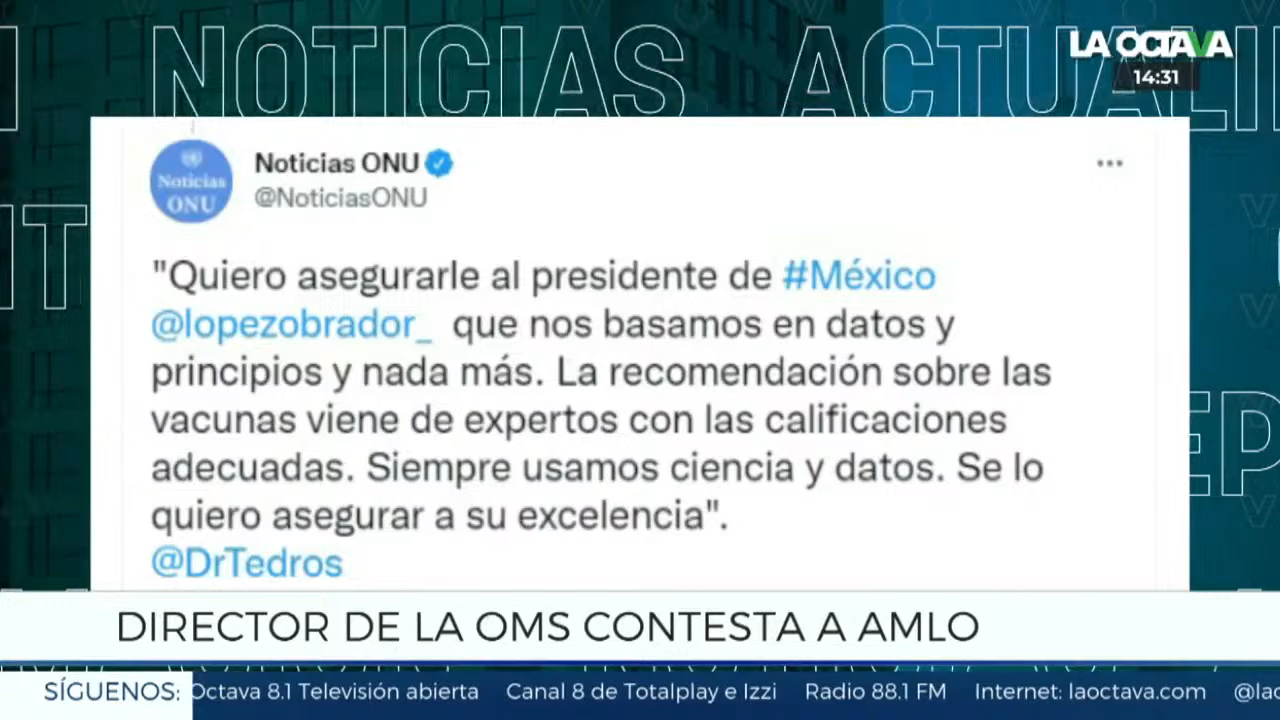 NOTICIAS ACTUALI
LA OCTAVA
14:31
Noticias ONU
@NoticiasONU
Noticias
ONU
"Quiero asegurarle al presidente de #México
@lopezobrador_ que nos basamos en datos y
principios y nada más. La recomendación sobre las
vacunas viene de expertos con las calificaciones
adecuadas. Siempre usamos ciencia y datos. Se lo
quiero asegurar a su excelencia".
@DrTedros
DIRECTOR DE LA OMS CONTESTA A AMLO
SÍGUENOS: Octava 8.1 Televisión abierta Canal 8 de Totalplay e Izzi Radio 88.1 FM Internet: laoctava.com @la